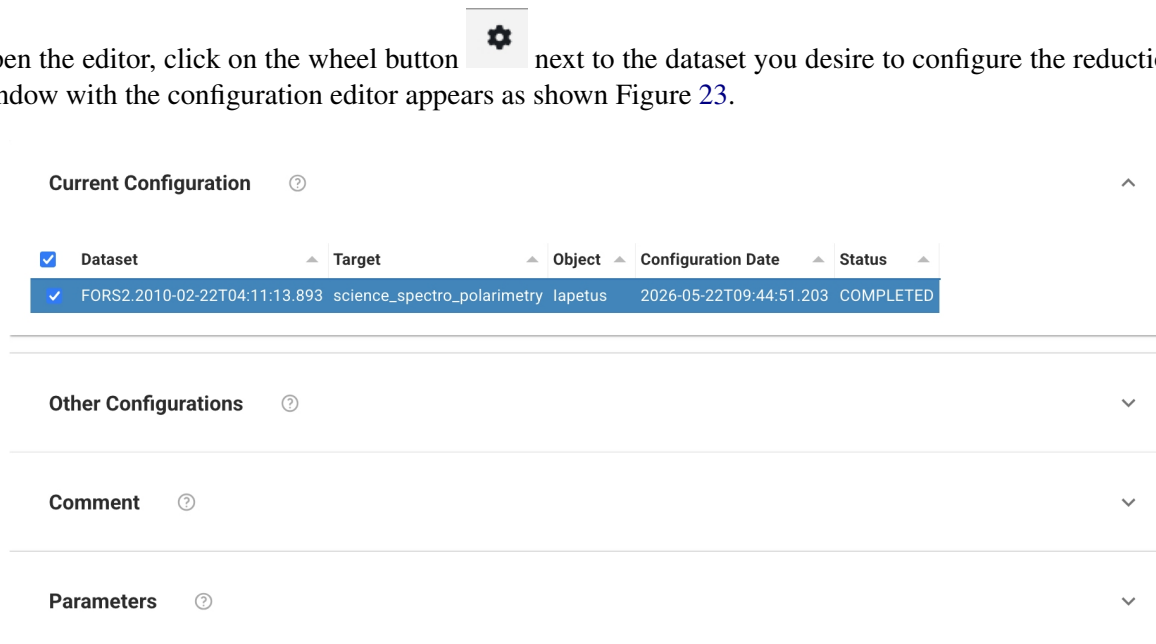 pen the editor, click on the wheel button next to the dataset you desire to configure the reducti
ndow with the configuration editor appears as shown Figure 23.
Current Configuration
Dataset Target Object Configuration Date Status
FORS2.2010-02-22T04:11:13.893 science_spectro_polarimetry Iapetus 2026-05-22T09:44:51.203 COMPLETED
Other Configurations
Comment
Parameters